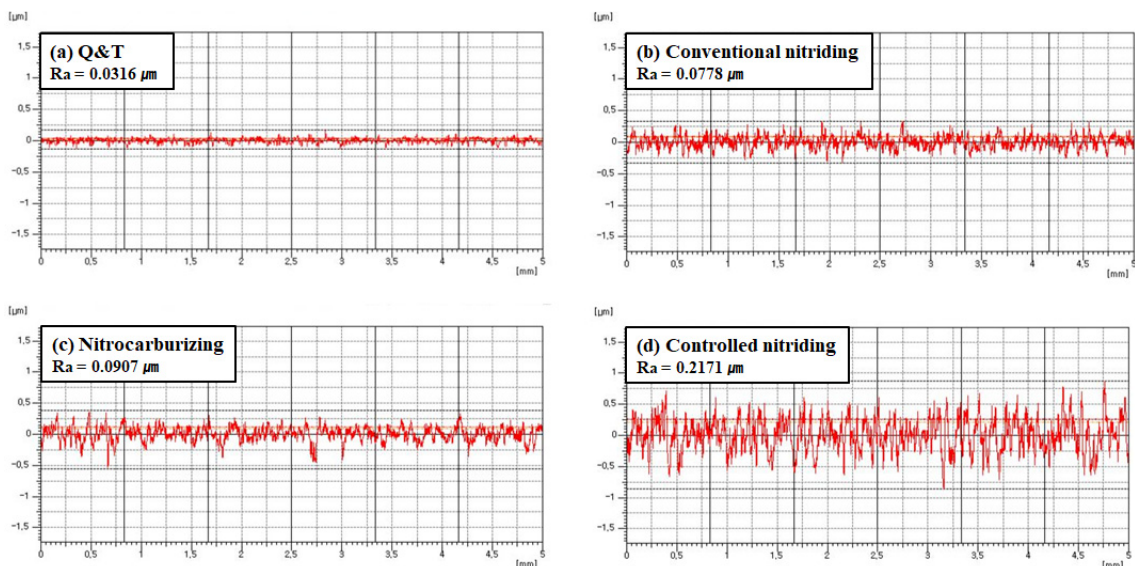 [μm]
(a) Q&T
Ra = 0.0316 ㎛
1,5
1
0,5
0
-0,5
-1
-1,5
0 0,5 1 1,5 2 2,5 3 3,5 4 4,5 5
[mm]
[μm]
(b) Conventional nitriding
Ra = 0.0778 ㎛
1,5
1
0,5
0
-0,5
-1
-1,5
0 0,5 1 1,5 2 2,5 3 3,5 4 4,5 5
[mm]
[μm]
(c) Nitrocarburizing
Ra = 0.0907 ㎛
1,5
1
0,5
0
-0,5
-1
-1,5
0 0,5 1 1,5 2 2,5 3 3,5 4 4,5 5
[mm]
[μm]
(d) Controlled nitriding
Ra = 0.2171 ㎛
1,5
1
0,5
0
-0,5
-1
-1,5
0 0,5 1 1,5 2 2,5 3 3,5 4 4,5 5
[mm]